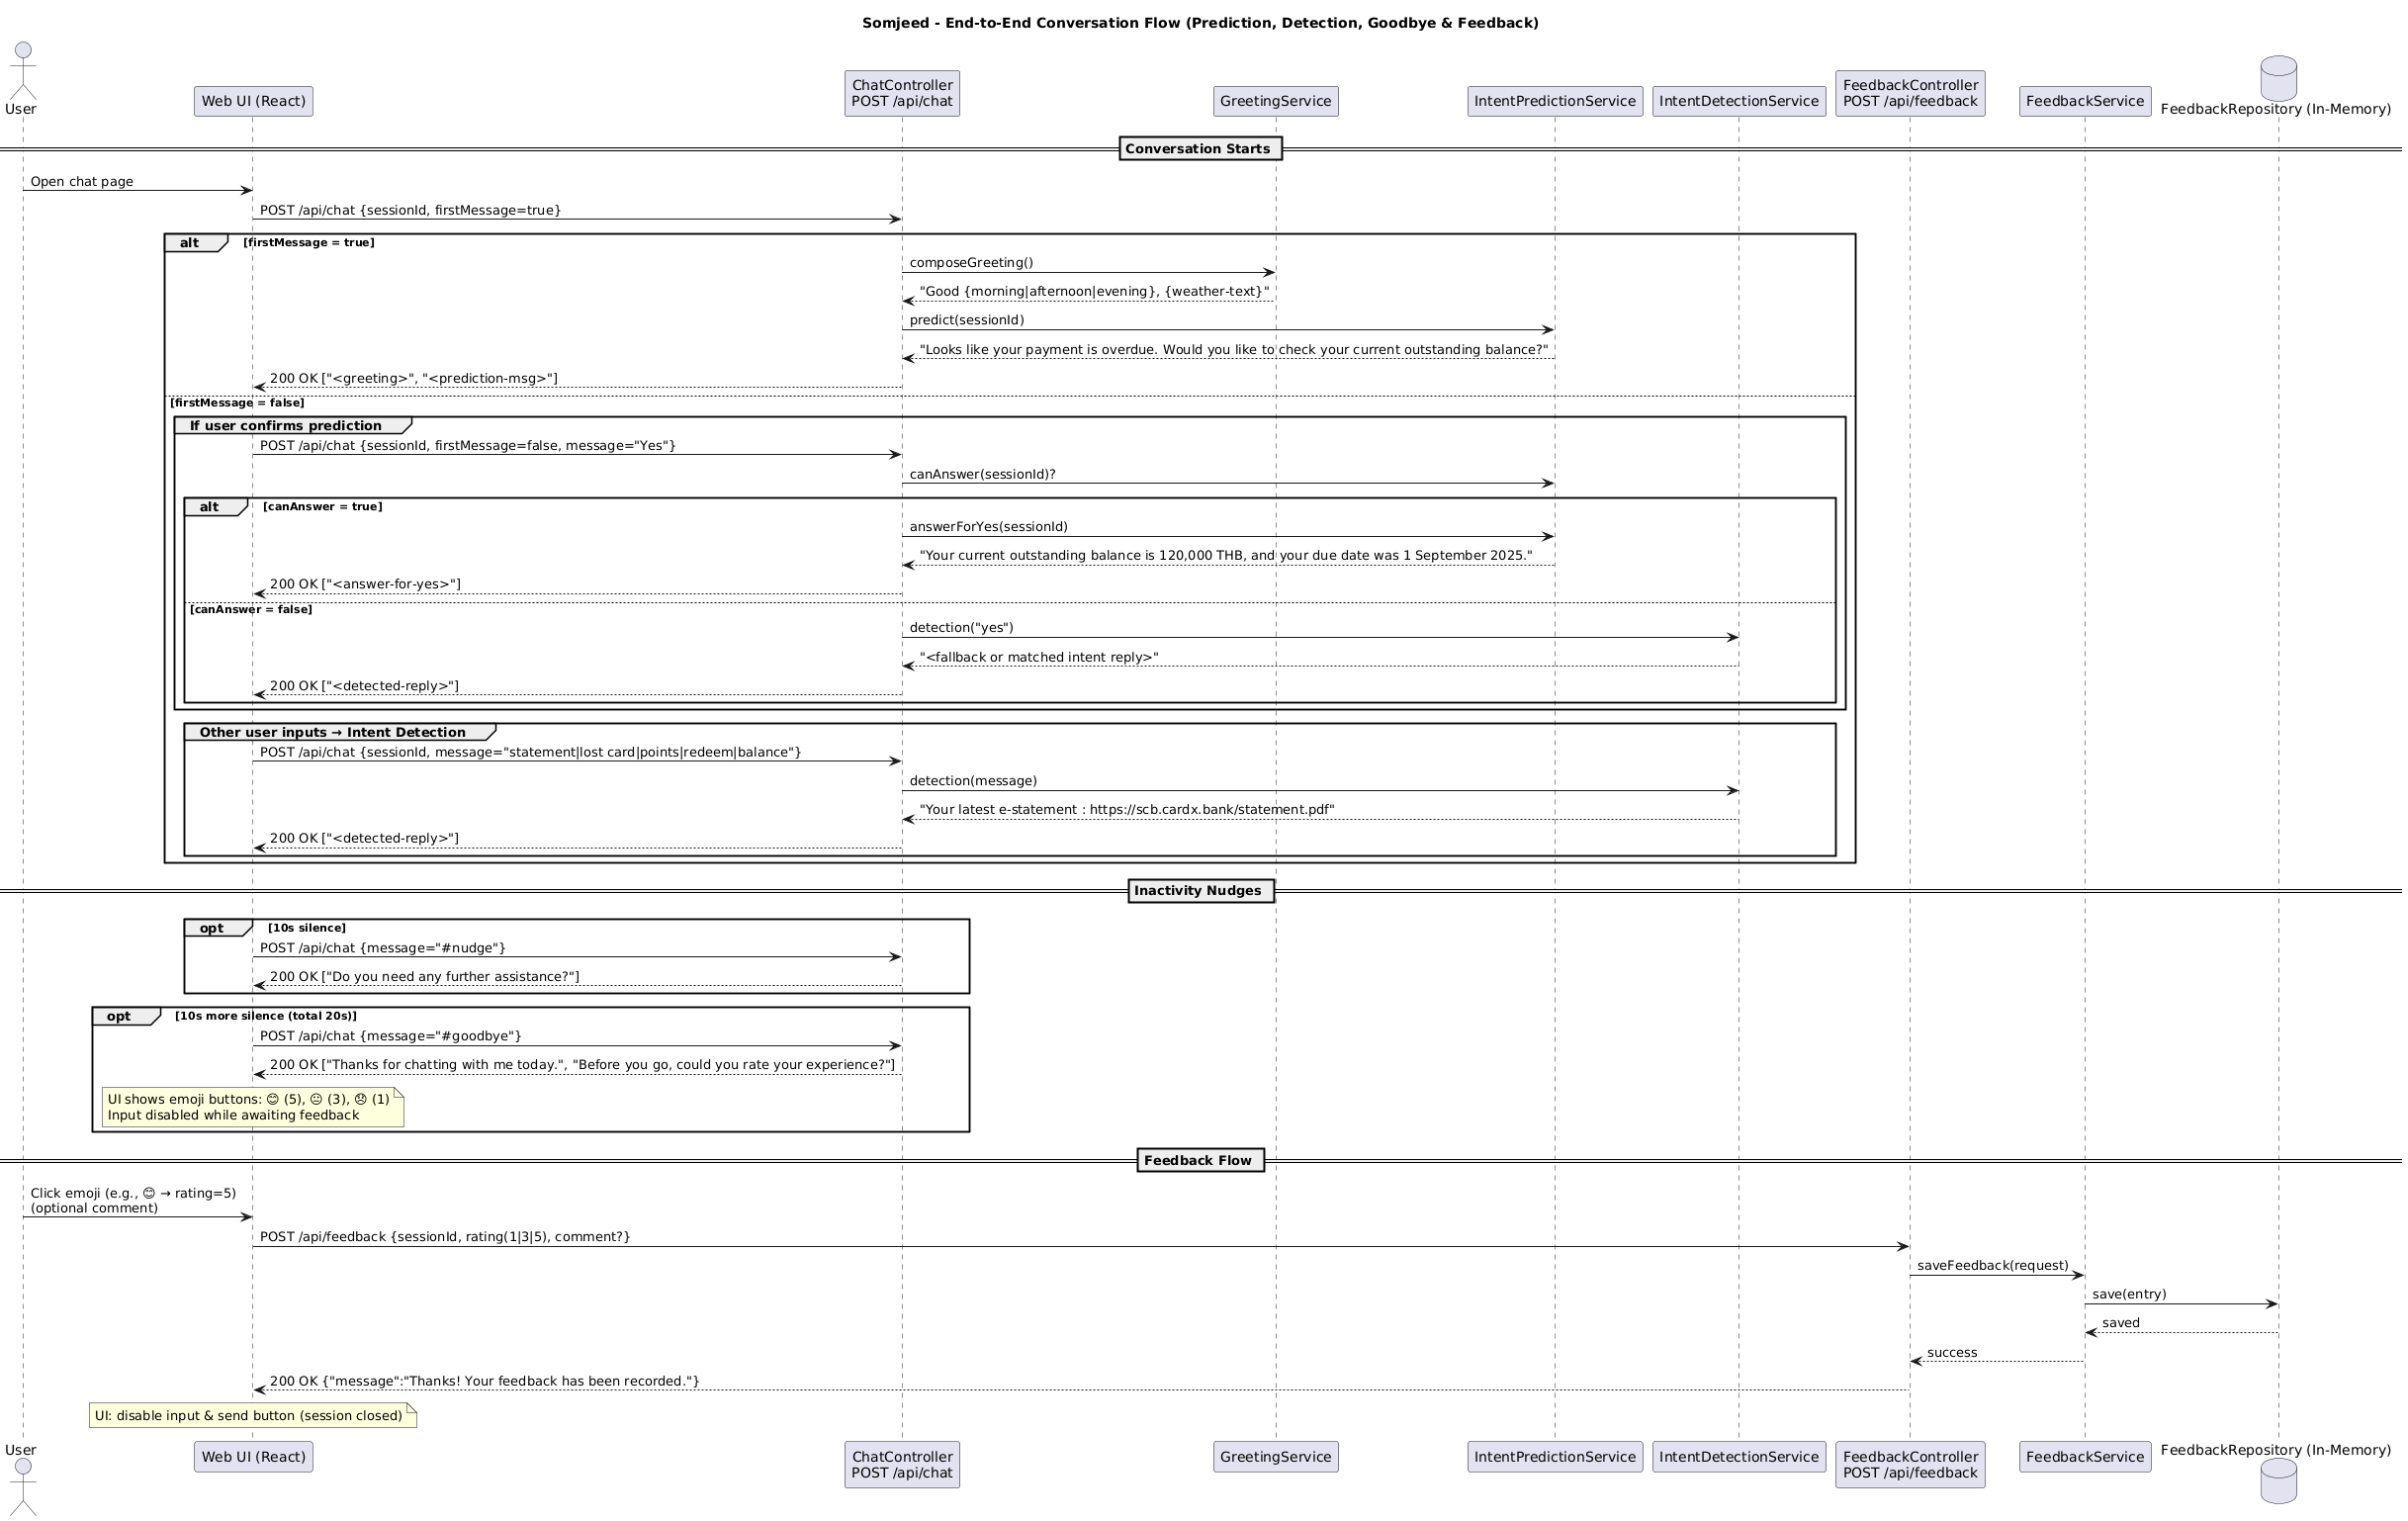 Somjeed - End-to-End Conversation Flow (Prediction, Detection, Goodbye & Feedback)
User
Web UI (React)
ChatController
POST /api/chat
GreetingService
IntentPredictionService
IntentDetectionService
FeedbackController
POST /api/feedback
FeedbackService
FeedbackRepository (In-Memory)
Conversation Starts
Open chat page
POST /api/chat {sessionId, firstMessage=true}
alt [firstMessage = true]
composeGreeting()
"Good {morning|afternoon|evening}, {weather-text}"
predict(sessionId)
"Looks like your payment is overdue. Would you like to check your current outstanding balance?"
200 OK ["<greeting>", "<prediction-msg>"]
[firstMessage = false]
If user confirms prediction
POST /api/chat {sessionId, firstMessage=false, message="Yes"}
canAnswer(sessionId)?
alt [canAnswer = true]
answerForYes(sessionId)
"Your current outstanding balance is 120,000 THB, and your due date was 1 September 2025."
200 OK ["<answer-for-yes>"]
[canAnswer = false]
detection("yes")
"<fallback or matched intent reply>"
200 OK ["<detected-reply>"]
Other user inputs → Intent Detection
POST /api/chat {sessionId, message="statement|lost card|points|redeem|balance"}
detection(message)
"Your latest e-statement : https://scb.cardx.bank/statement.pdf"
200 OK ["<detected-reply>"]
Inactivity Nudges
opt [10s silence]
POST /api/chat {message="#nudge"}
200 OK ["Do you need any further assistance?"]
opt [10s more silence (total 20s)]
POST /api/chat {message="#goodbye"}
200 OK ["Thanks for chatting with me today.", "Before you go, could you rate your experience?"]
UI shows emoji buttons: 😊 (5), 😐 (3), 😞 (1)
Input disabled while awaiting feedback
Feedback Flow
Click emoji (e.g., 😊 → rating=5)
(optional comment)
POST /api/feedback {sessionId, rating(1|3|5), comment?}
saveFeedback(request)
save(entry)
saved
success
200 OK {"message":"Thanks! Your feedback has been recorded."}
UI: disable input & send button (session closed)
User
Web UI (React)
ChatController
POST /api/chat
GreetingService
IntentPredictionService
IntentDetectionService
FeedbackController
POST /api/feedback
FeedbackService
FeedbackRepository (In-Memory)